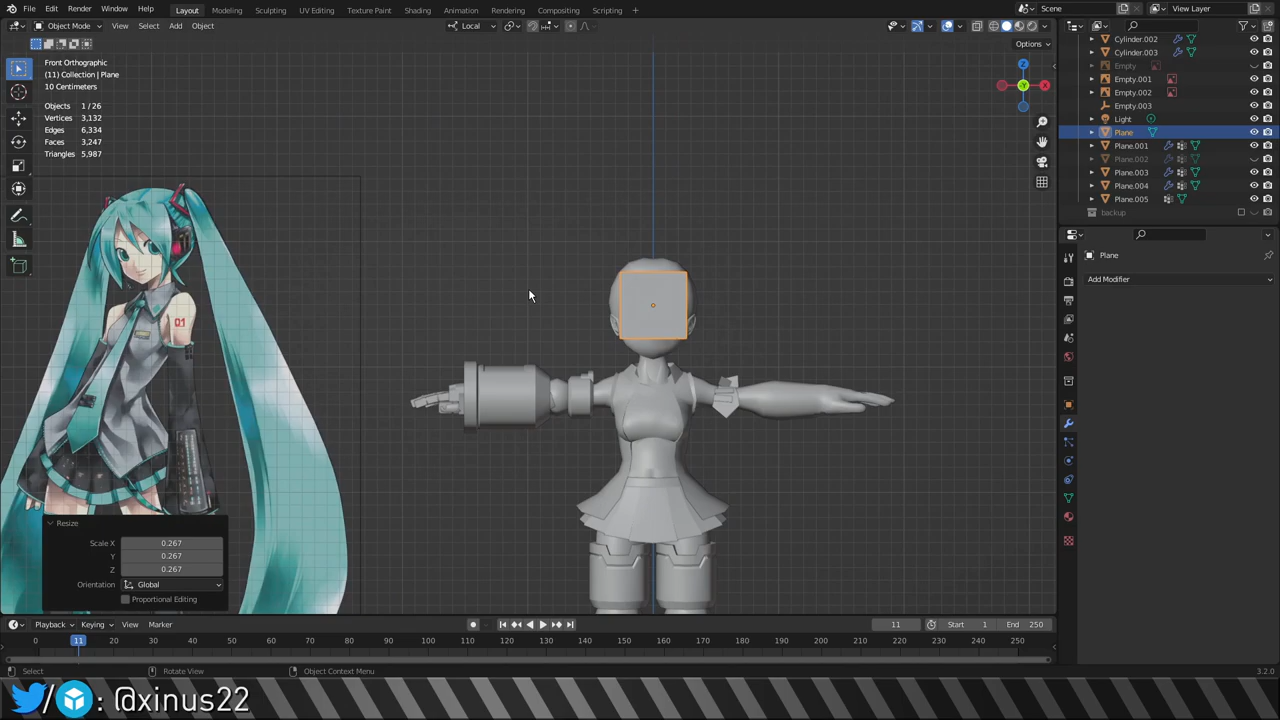 File Edit Render Window Help Layout Modeling Sculpting UV Editing Texture Paint Shading Animation Rendering Compositing Scripting Scene View Layer
Object Mode View Select Add Object Local
Options
Front Orthographic
(11) Collection | Plane
10 Centimeters
Objects 1 / 26
Vertices 3,132
Edges 6,334
Faces 3,247
Triangles 5,987
Z
Y
X
01
Cylinder.002
Cylinder.003
Empty
Empty.001
Empty.002
Empty.003
Light
Plane
Plane.001
Plane.002
Plane.003
Plane.004
Plane.005
backup
Plane
Add Modifier
Resize
Scale X 0.267
Y 0.267
Z 0.267
Orientation Global
Proportional Editing
Playback Keying View Marker 11 Start 1 End 250
0 11 20 30 40 50 60 70 80 90 100 110 120 130 140 150 160 170 180 190 200 210 220 230 240 250
Select Rotate View Object Context Menu 3.2.0
/ : @xinus22